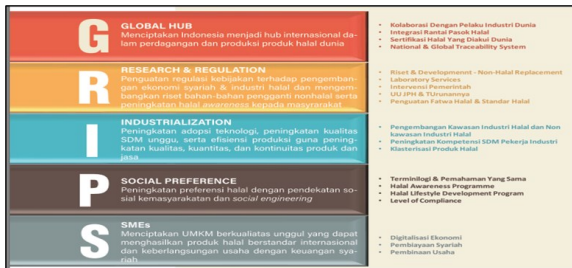 G
GLOBAL HUB
Menciptakan Indonesia menjadi hub internasional da-
lam perdagangan dan produksi produk halal dunia
• Kolaborasi Dengan Pelaku Industri Dunia
• Integrasi Rantai Pasok Halal
• Sertifikasi Halal Yang Diakui Dunia
• National & Global Traceability System
R
RESEARCH & REGULATION
Penguatan regulasi kebijakan terhadap pengemban-
gan ekonomi syariah & industri halal dan mengem-
bangkan riset bahan-bahan pengganti nonhalal serta
peningkatan halal awareness kepada masyrarakat
• Riset & Developmennt - Non-Halal Replacement
• Laboratory Services
• Intervensi Pemerintah
• UU JPH & TUrunannya
• Penguatan Fatwa Halal & Standar Halal
I
INDUSTRIALIZATION
Peningkatan adopsi teknologi, peningkatan kualitas
SDM unggul, serta efisiensi produksi guna pening-
katan kualitas, kuantitas, dan kontinuitas produk dan
jasa
• Pengembangan Kawasan Industri Halal dan Non
kawasan Industri Halal
• Peningkatan Kompetensi SDM Pekerja Industri
• Klasterisasi Produk Halal
P
SOCIAL PREFERENCE
Peningkatan preferensi halal dengan pendekatan so-
sial kemasyarakatan dan social engineering
• Terminilogi & Pemahaman Yang Sama
• Halal Awareness Programme
• Halal Lifestyle Development Program
• Level of Compliance
S
SMEs
Menciptakan UMKM berkualiatas unggul yang dapat
menghasilkan produk halal berstandar internasional
dan keberlangsungan usaha dengan keuangan sya-
riah
• Digitalisasi Ekonomi
• Pembiayaan Syariah
• Pembinaan Usaha